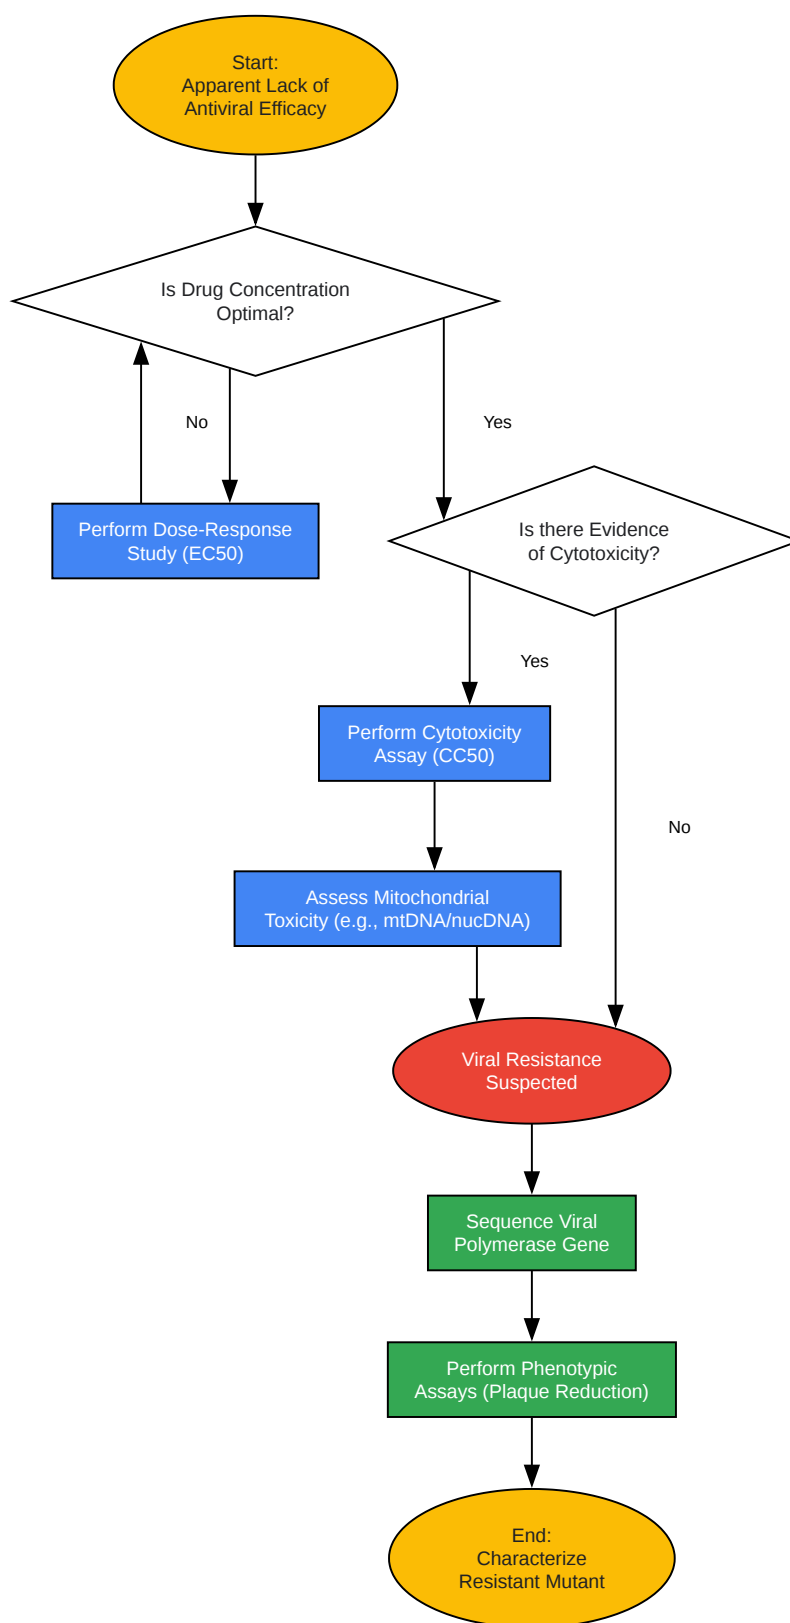 Start:
Apparent Lack of
Antiviral Efficacy
Is Drug Concentration
Optimal?
No
Yes
Perform Dose-Response
Study (EC50)
Is there Evidence
of Cytotoxicity?
Yes
Perform Cytotoxicity
Assay (CC50)
No
Assess Mitochondrial
Toxicity (e.g., mtDNA/nucDNA)
Viral Resistance
Suspected
Sequence Viral
Polymerase Gene
Perform Phenotypic
Assays (Plaque Reduction)
End:
Characterize
Resistant Mutant